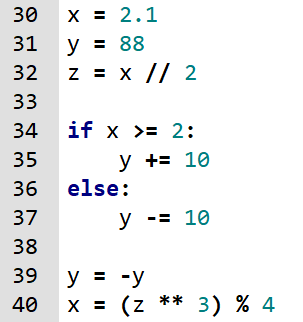 30 x = 2.1
31 y = 88
32 z = x // 2
33
34 if x >= 2:
35     y += 10
36 else:
37     y -= 10
38
39 y = -y
40 x = (z ** 3) % 4